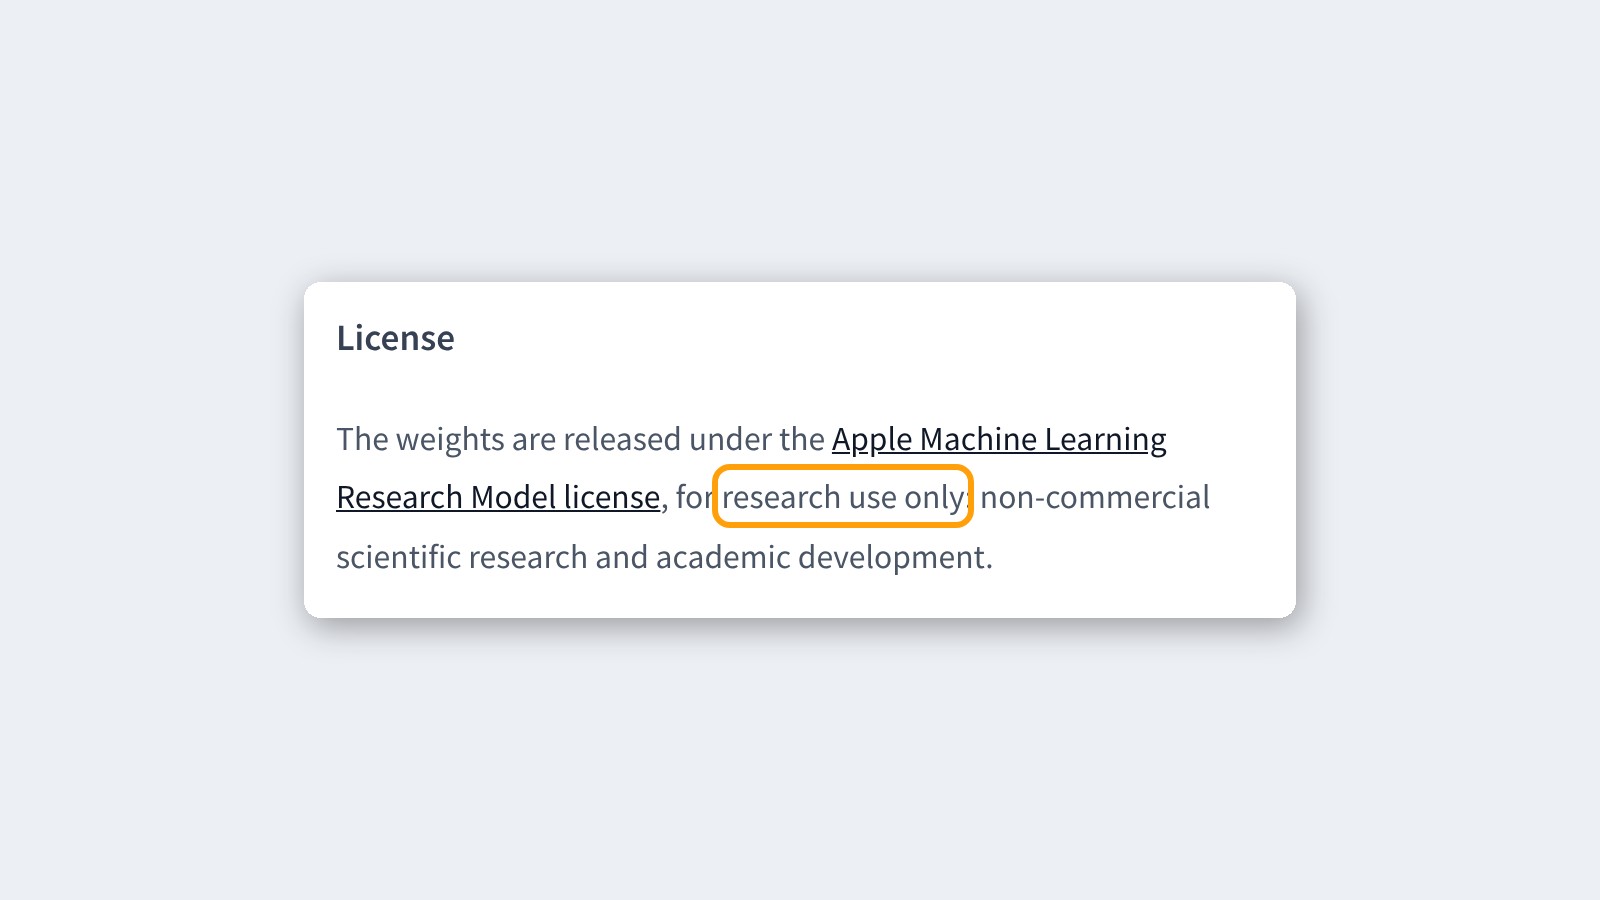 License
The weights are released under the Apple Machine Learning
Research Model license, for research use only: non-commercial
scientific research and academic development.